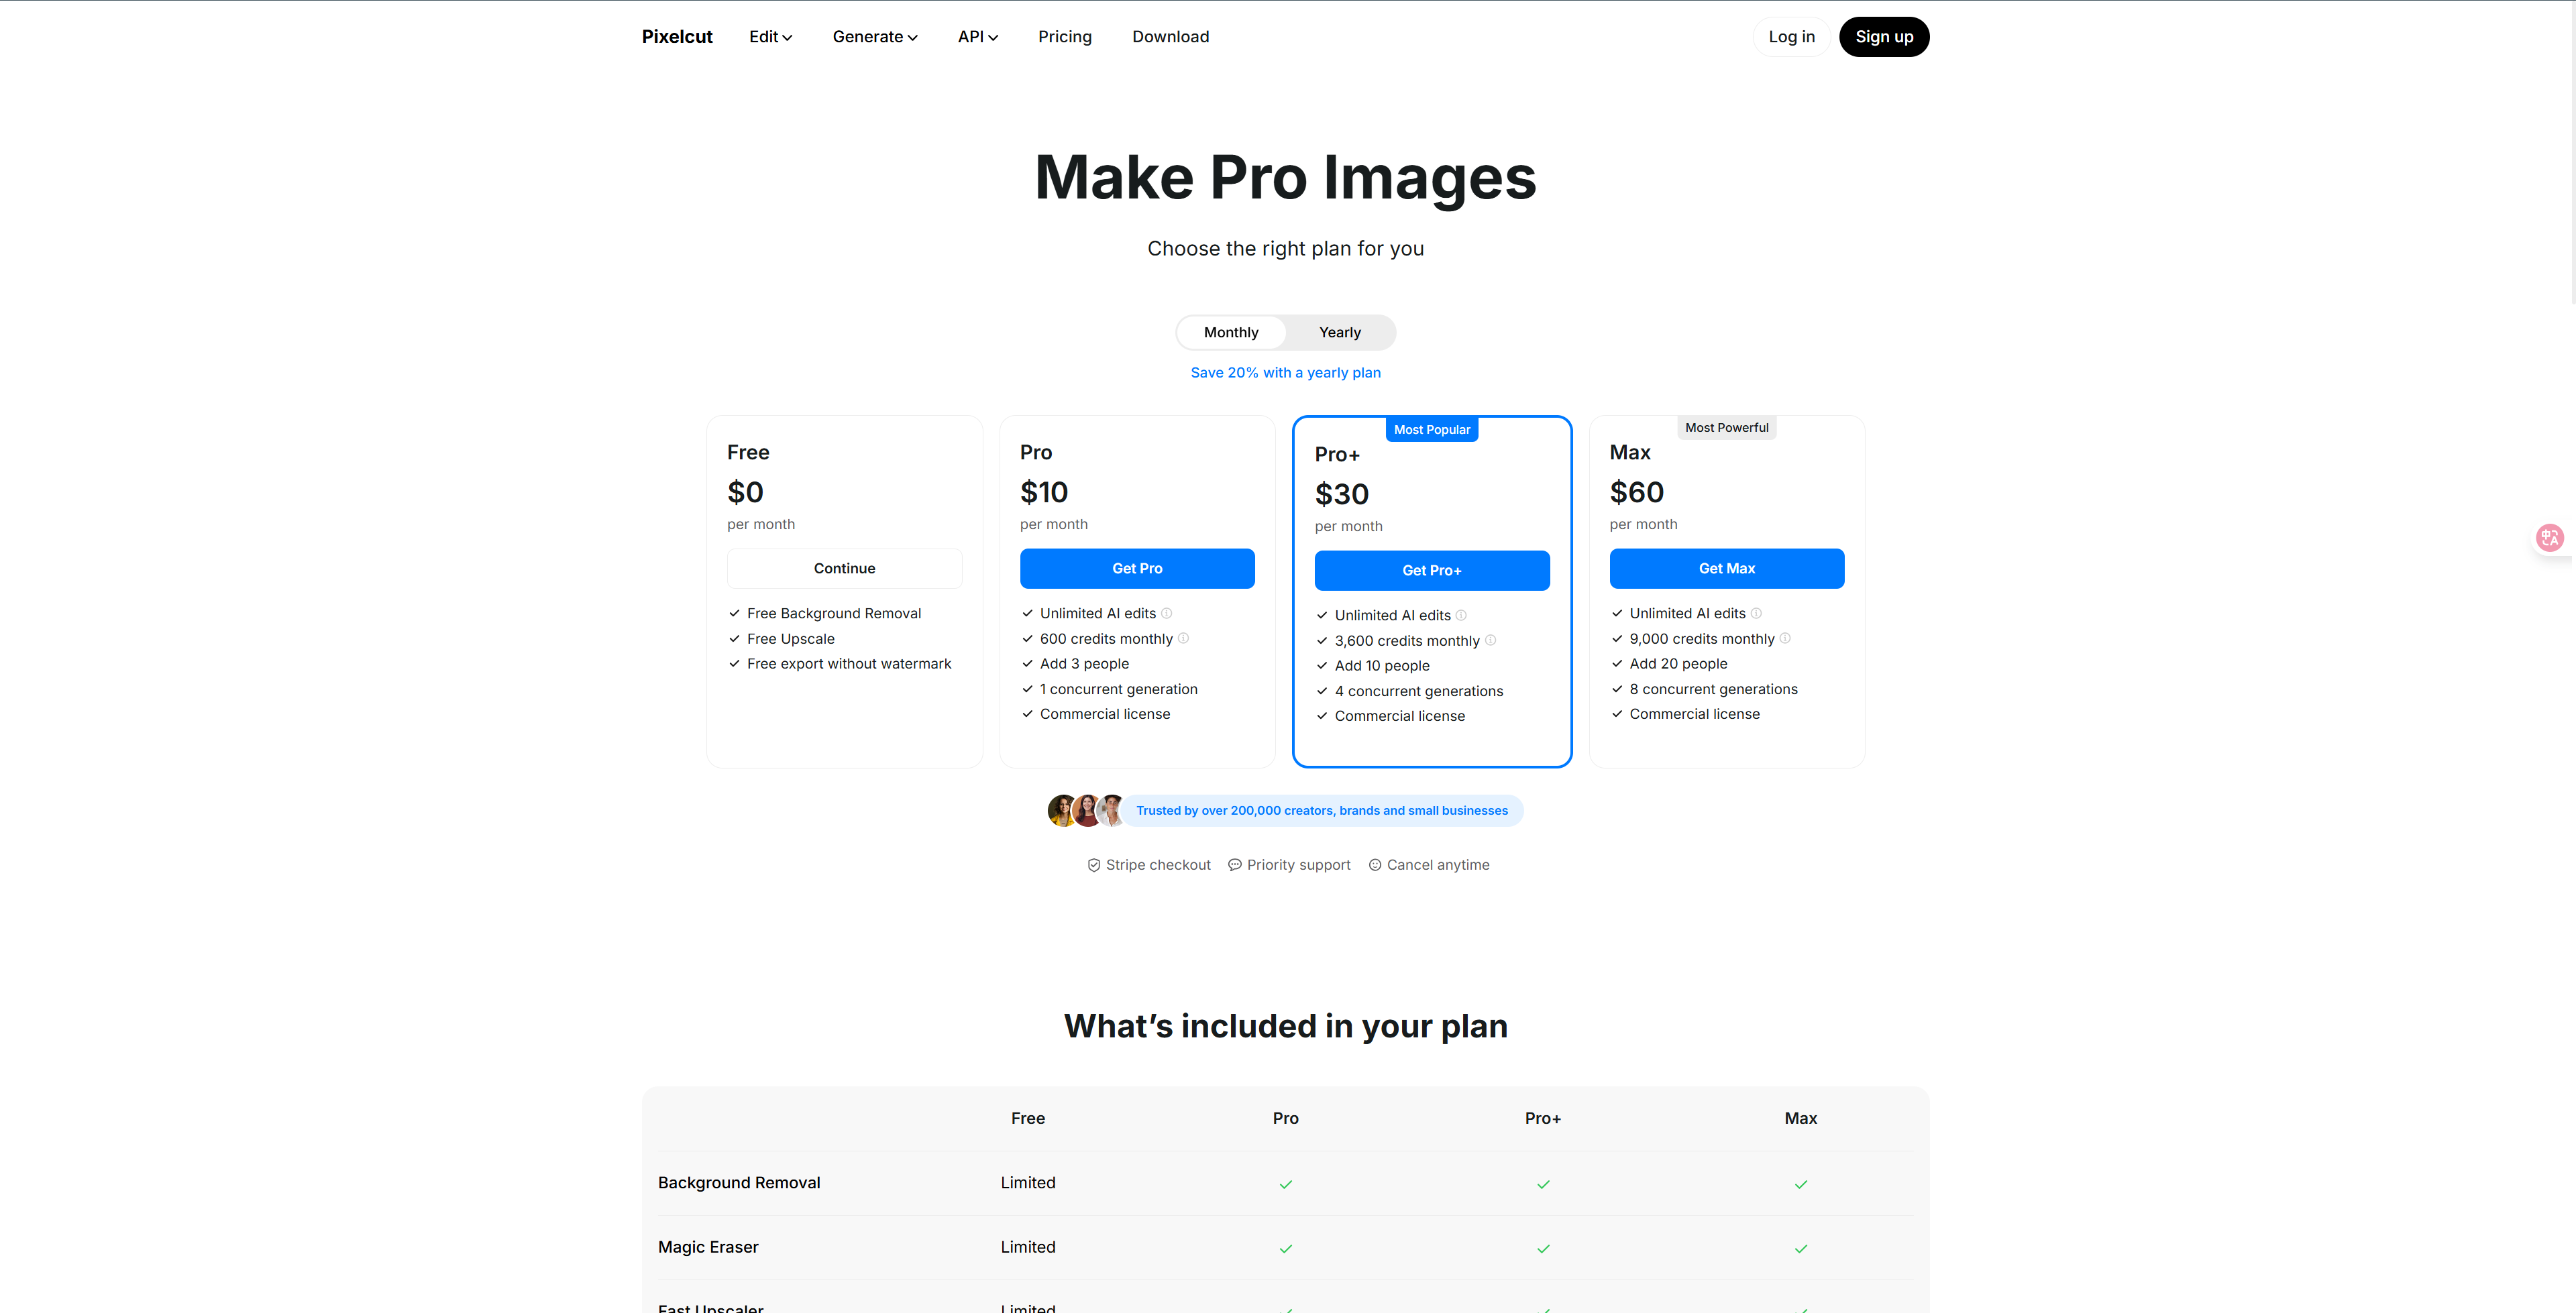 Pixelcut Edit Generate API Pricing Download Log in Sign up
Make Pro Images
Choose the right plan for you
Monthly Yearly
Save 20% with a yearly plan
Free
$0
per month
Continue
Free Background Removal
Free Upscale
Free export without watermark
Pro
$10
per month
Get Pro
Unlimited AI edits
600 credits monthly
Add 3 people
1 concurrent generation
Commercial license
Most Popular
Pro+
$30
per month
Get Pro+
Unlimited AI edits
3,600 credits monthly
Add 10 people
4 concurrent generations
Commercial license
Most Powerful
Max
$60
per month
Get Max
Unlimited AI edits
9,000 credits monthly
Add 20 people
8 concurrent generations
Commercial license
Trusted by over 200,000 creators, brands and small businesses
Stripe checkout Priority support Cancel anytime
What’s included in your plan
Free Pro Pro+ Max
Background Removal Limited
Magic Eraser Limited
Fast Upscaler Limited